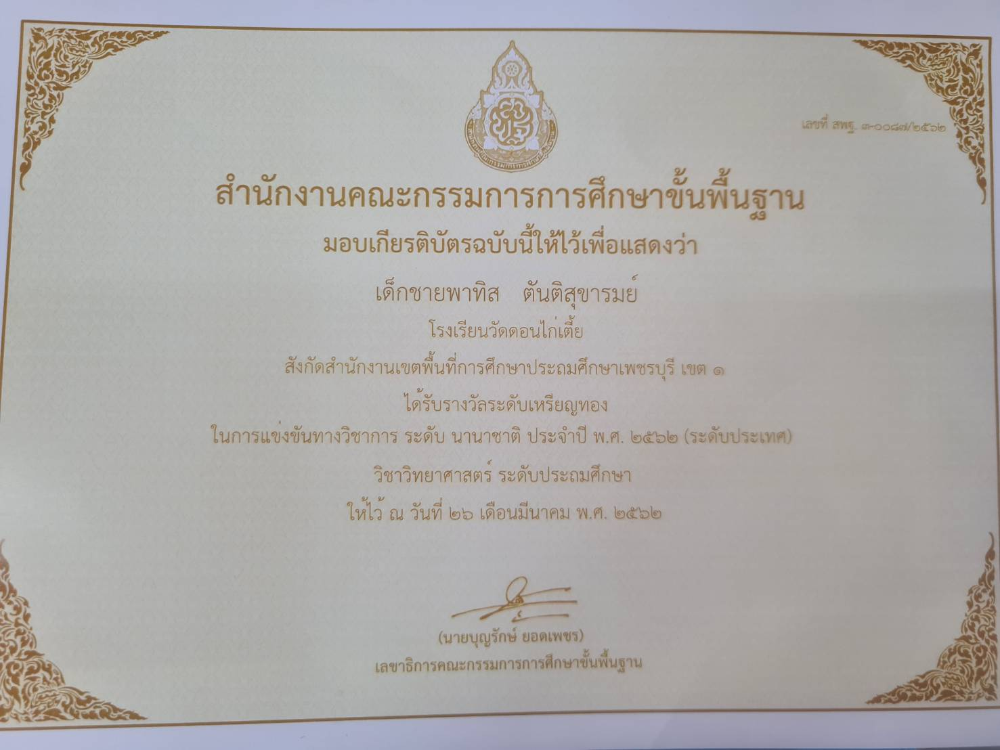 เลขที่ สพฐ. ๓-๐๐๘๗/๒๕๖๒
สำนักงานคณะกรรมการการศึกษาขั้นพื้นฐาน
มอบเกียรติบัตรฉบับนี้ให้ไว้เพื่อแสดงว่า
เด็กชายพาทิส ตันติสุขารมย์
โรงเรียนวัดดอนไก่เตี้ย
สังกัดสำนักงานเขตพื้นที่การศึกษาประถมศึกษาเพชรบุรี เขต ๑
ได้รับรางวัลระดับเหรียญทอง
ในการแข่งขันทางวิชาการ ระดับ นานาชาติ ประจำปี พ.ศ. ๒๕๖๒ (ระดับประเทศ)
วิชาวิทยาศาสตร์ ระดับประถมศึกษา
ให้ไว้ ณ วันที่ ๒๖ เดือนมีนาคม พ.ศ. ๒๕๖๒
(นายบุญรักษ์ ยอดเพชร)
เลขาธิการคณะกรรมการการศึกษาขั้นพื้นฐาน